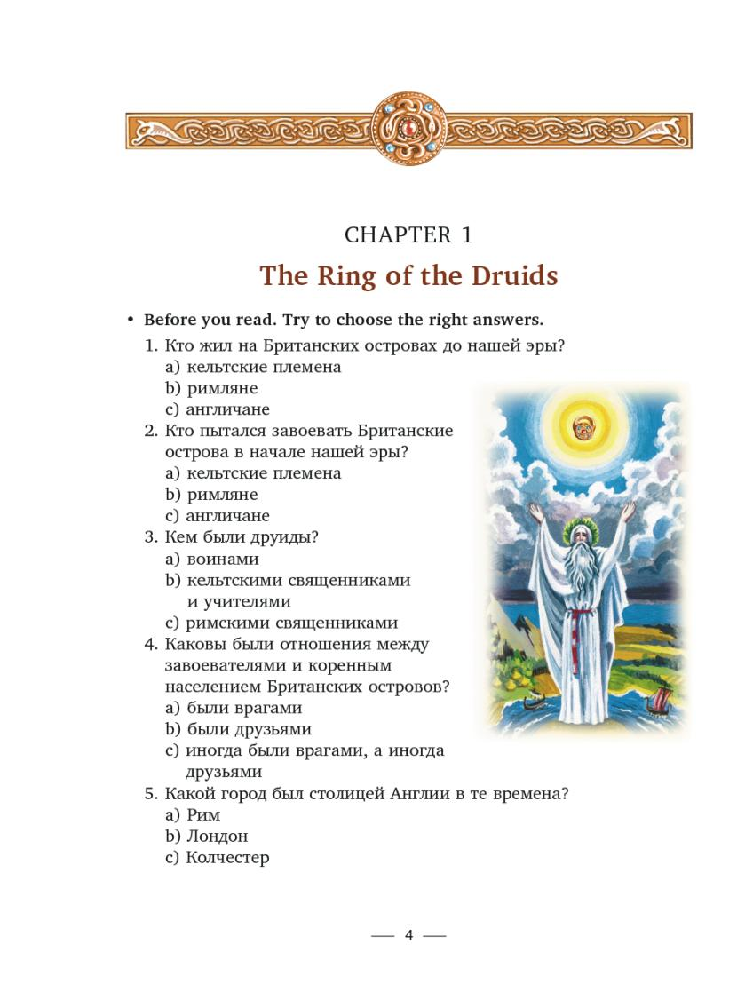 CHAPTER 1
The Ring of the Druids
• Before you read. Try to choose the right answers.
1. Кто жил на Британских островах до нашей эры?
a) кельтские племена
b) римляне
c) англичане
2. Кто пытался завоевать Британские
острова в начале нашей эры?
a) кельтские племена
b) римляне
c) англичане
3. Кем были друиды?
a) воинами
b) кельтскими священниками
и учителями
c) римскими священниками
4. Каковы были отношения между
завоевателями и коренным
населением Британских островов?
a) были врагами
b) были друзьями
c) иногда были врагами, а иногда
друзьями
5. Какой город был столицей Англии в те времена?
a) Рим
b) Лондон
c) Колчестер
— 4 —